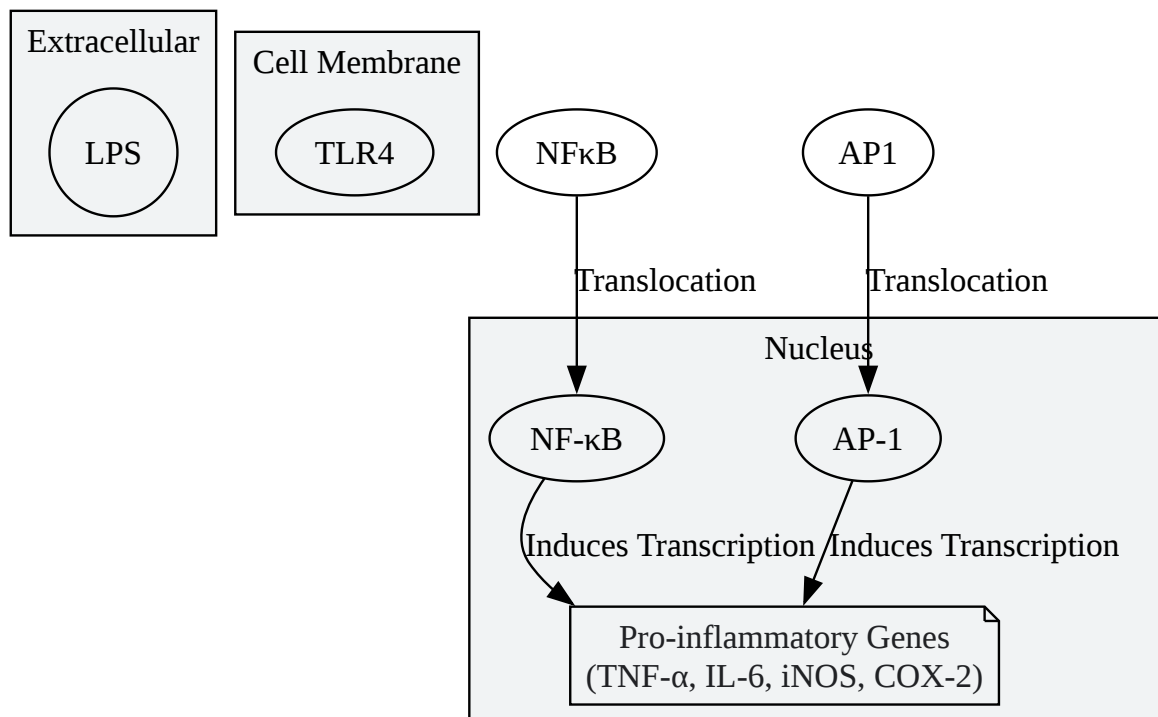 Extracellular
LPS
Cell Membrane
TLR4
NFκB
AP1
Translocation
Translocation
Nucleus
NF-κB
AP-1
Induces Transcription
Induces Transcription
Pro-inflammatory Genes
(TNF-α, IL-6, iNOS, COX-2)